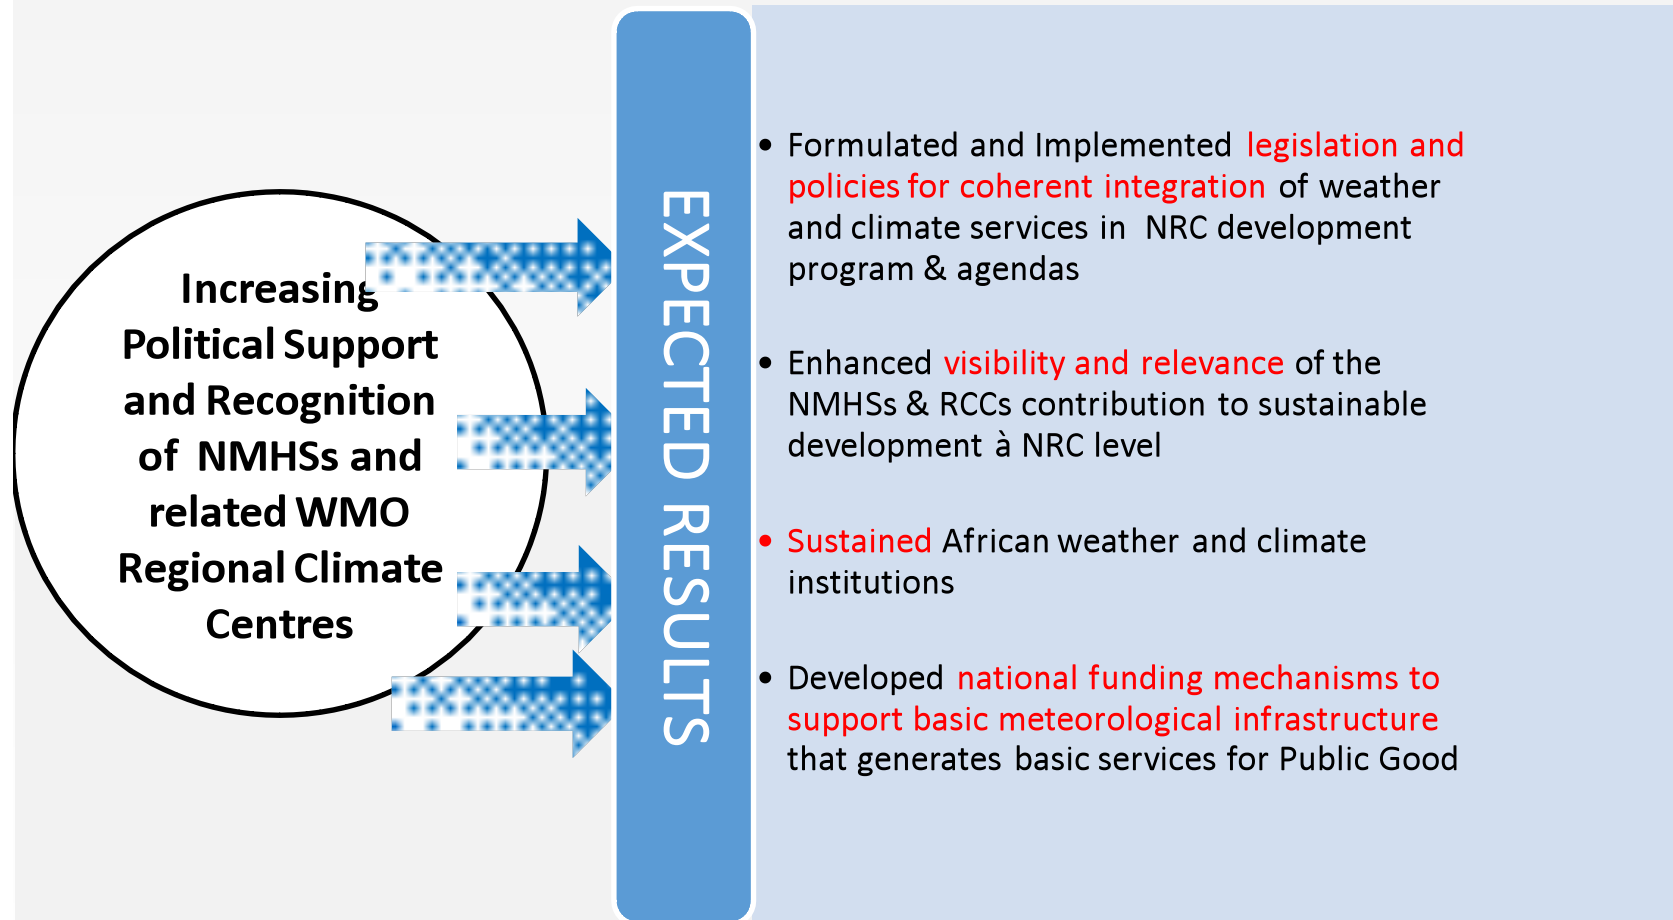 Increasing
Political Support
and Recognition
of NMHSs and
related WMO
Regional Climate
Centres
EXPECTED RESULTS
• Formulated and Implemented legislation and
policies for coherent integration of weather
and climate services in NRC development
program & agendas
• Enhanced visibility and relevance of the
NMHSs & RCCs contribution to sustainable
development à NRC level
• Sustained African weather and climate
institutions
• Developed national funding mechanisms to
support basic meteorological infrastructure
that generates basic services for Public Good